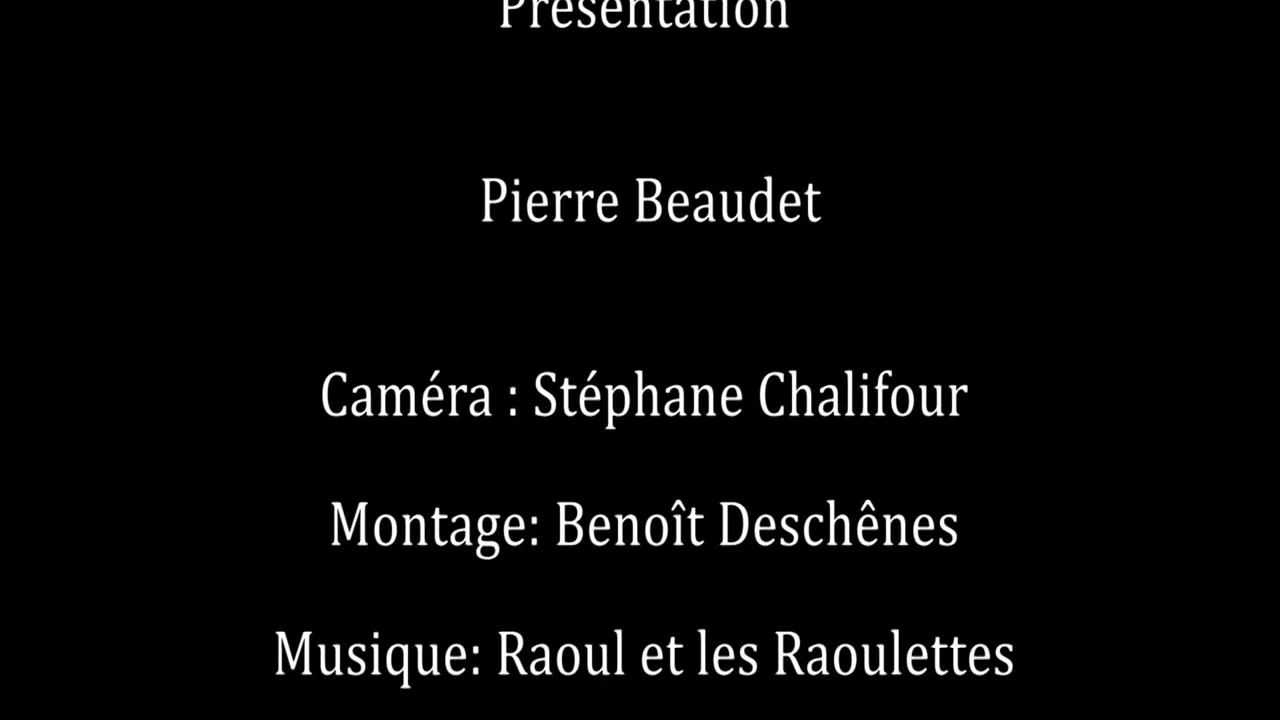 Présentation
Pierre Beaudet
Caméra : Stéphane Chalifour
Montage: Benoît Deschênes
Musique: Raoul et les Raoulettes